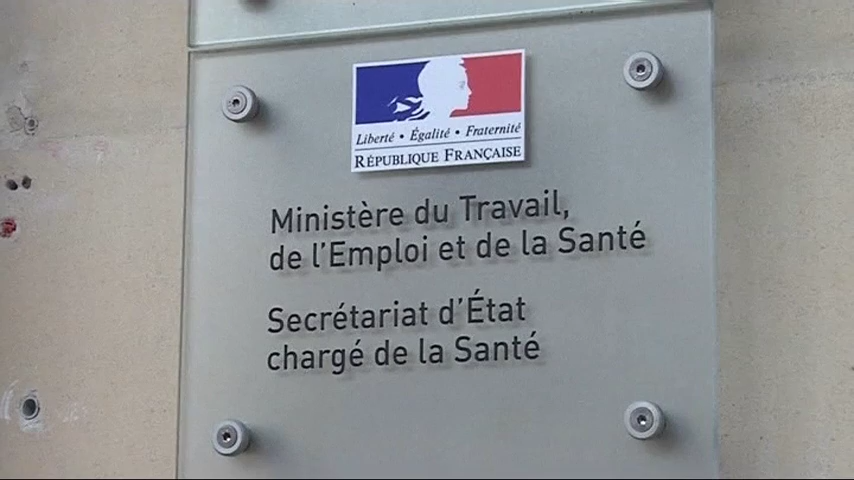 Liberté • Égalité • Fraternité
RÉPUBLIQUE FRANÇAISE
Ministère du Travail,
de l'Emploi et de la Santé
Secrétariat d'État
chargé de la Santé